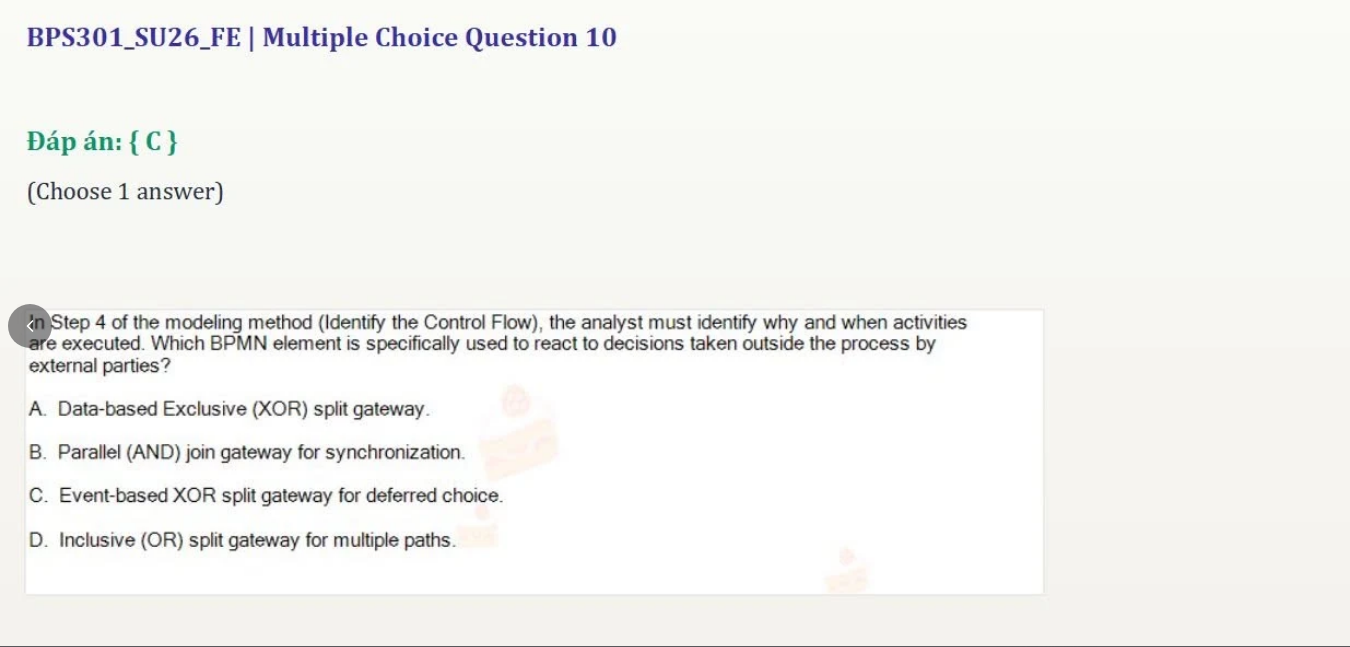 BPS301_SU26_FE | Multiple Choice Question 10
Đáp án: { C }
(Choose 1 answer)
In Step 4 of the modeling method (Identify the Control Flow), the analyst must identify why and when activities
are executed. Which BPMN element is specifically used to react to decisions taken outside the process by
external parties?
A. Data-based Exclusive (XOR) split gateway.
B. Parallel (AND) join gateway for synchronization.
C. Event-based XOR split gateway for deferred choice.
D. Inclusive (OR) split gateway for multiple paths.